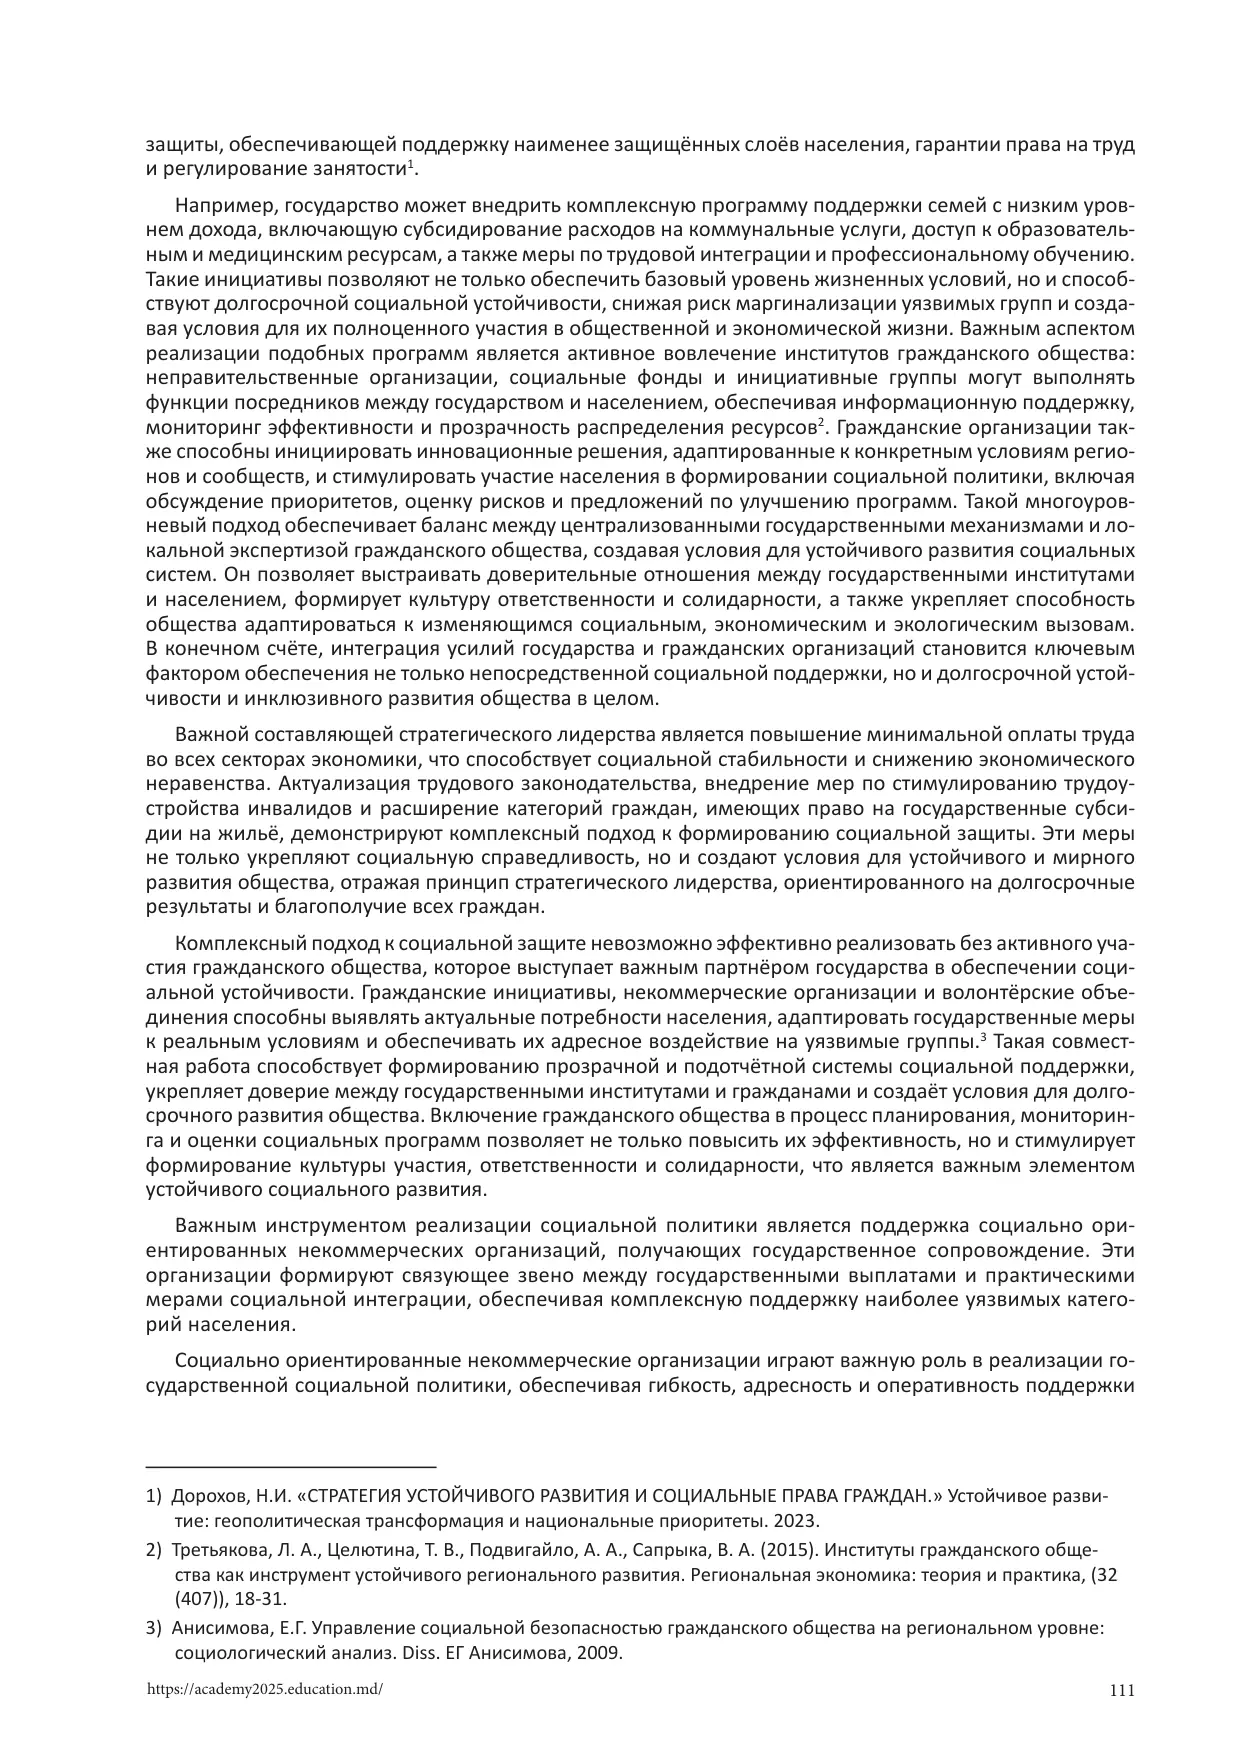 защиты, обеспечивающей поддержку наименее защищённых слоёв населения, гарантии права на труд
и регулирование занятости¹.
Например, государство может внедрить комплексную программу поддержки семей с низким уров-
нем дохода, включающую субсидирование расходов на коммунальные услуги, доступ к образователь-
ным и медицинским ресурсам, а также меры по трудовой интеграции и профессиональному обучению.
Такие инициативы позволяют не только обеспечить базовый уровень жизненных условий, но и способ-
ствуют долгосрочной социальной устойчивости, снижая риск маргинализации уязвимых групп и созда-
вая условия для их полноценного участия в общественной и экономической жизни. Важным аспектом
реализации подобных программ является активное вовлечение институтов гражданского общества:
неправительственные организации, социальные фонды и инициативные группы могут выполнять
функции посредников между государством и населением, обеспечивая информационную поддержку,
мониторинг эффективности и прозрачность распределения ресурсов². Гражданские организации так-
же способны инициировать инновационные решения, адаптированные к конкретным условиям регио-
нов и сообществ, и стимулировать участие населения в формировании социальной политики, включая
обсуждение приоритетов, оценку рисков и предложений по улучшению программ. Такой многоуров-
невый подход обеспечивает баланс между централизованными государственными механизмами и ло-
кальной экспертизой гражданского общества, создавая условия для устойчивого развития социальных
систем. Он позволяет выстраивать доверительные отношения между государственными институтами
и населением, формирует культуру ответственности и солидарности, а также укрепляет способность
общества адаптироваться к изменяющимся социальным, экономическим и экологическим вызовам.
В конечном счёте, интеграция усилий государства и гражданских организаций становится ключевым
фактором обеспечения не только непосредственной социальной поддержки, но и долгосрочной устой-
чивости и инклюзивного развития общества в целом.
Важной составляющей стратегического лидерства является повышение минимальной оплаты труда
во всех секторах экономики, что способствует социальной стабильности и снижению экономического
неравенства. Актуализация трудового законодательства, внедрение мер по стимулированию трудоу-
стройства инвалидов и расширение категорий граждан, имеющих право на государственные субси-
дии на жильё, демонстрируют комплексный подход к формированию социальной защиты. Эти меры
не только укрепляют социальную справедливость, но и создают условия для устойчивого и мирного
развития общества, отражая принцип стратегического лидерства, ориентированного на долгосрочные
результаты и благополучие всех граждан.
Комплексный подход к социальной защите невозможно эффективно реализовать без активного уча-
стия гражданского общества, которое выступает важным партнёром государства в обеспечении соци-
альной устойчивости. Гражданские инициативы, некоммерческие организации и волонтёрские объе-
динения способны выявлять актуальные потребности населения, адаптировать государственные меры
к реальным условиям и обеспечивать их адресное воздействие на уязвимые группы.³ Такая совмест-
ная работа способствует формированию прозрачной и подотчётной системы социальной поддержки,
укрепляет доверие между государственными институтами и гражданами и создаёт условия для долго-
срочного развития общества. Включение гражданского общества в процесс планирования, мониторин-
га и оценки социальных программ позволяет не только повысить их эффективность, но и стимулирует
формирование культуры участия, ответственности и солидарности, что является важным элементом
устойчивого социального развития.
Важным инструментом реализации социальной политики является поддержка социально ори-
ентированных некоммерческих организаций, получающих государственное сопровождение. Эти
организации формируют связующее звено между государственными выплатами и практическими
мерами социальной интеграции, обеспечивая комплексную поддержку наиболее уязвимых катего-
рий населения.
Социально ориентированные некоммерческие организации играют важную роль в реализации го-
сударственной социальной политики, обеспечивая гибкость, адресность и оперативность поддержки
1) Дорохов, Н.И. «СТРАТЕГИЯ УСТОЙЧИВОГО РАЗВИТИЯ И СОЦИАЛЬНЫЕ ПРАВА ГРАЖДАН.» Устойчивое разви-
тие: геополитическая трансформация и национальные приоритеты. 2023.
2) Третьякова, Л. А., Целютина, Т. В., Подвигайло, А. А., Сапрыка, В. А. (2015). Институты гражданского обще-
ства как инструмент устойчивого регионального развития. Региональная экономика: теория и практика, (32
(407)), 18-31.
3) Анисимова, Е.Г. Управление социальной безопасностью гражданского общества на региональном уровне:
социологический анализ. Diss. ЕГ Анисимова, 2009.
https://academy2025.education.md/
111